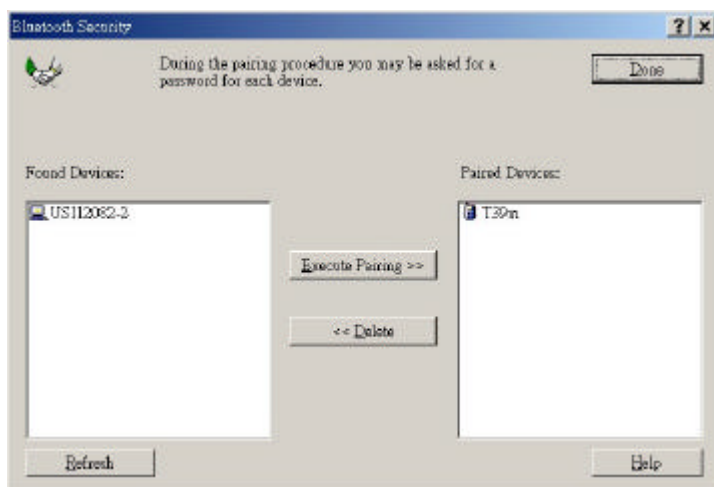 Bluetooth Security
During the pairing procedure you may be asked for a
password for each device.
Done
Found Devices:
Paired Devices:
USI12082-2
T39m
Execute Pairing >>
<< Delete
Refresh
Help